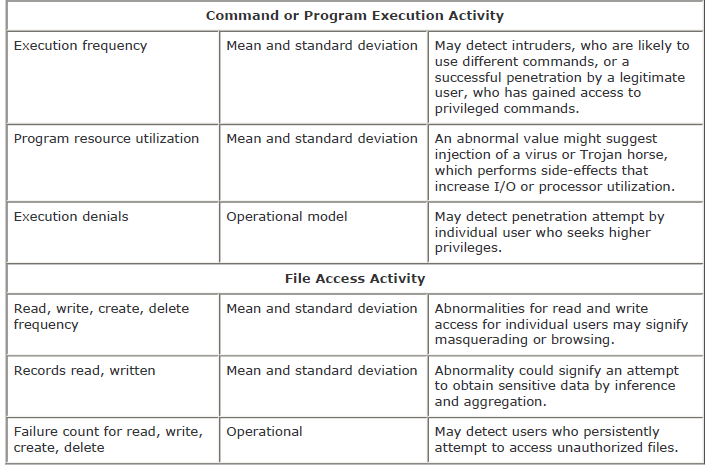 Command or Program Execution Activity
Execution frequency
Mean and standard deviation
May detect intruders, who are likely to
use different commands, or a
successful penetration by a legitimate
user, who has gained access to
privileged commands.
Program resource utilization
Mean and standard deviation
An abnormal value might suggest
injection of a virus or Trojan horse,
which performs side-effects that
increase I/O or processor utilization.
Execution denials
Operational model
May detect penetration attempt by
individual user who seeks higher
privileges.
File Access Activity
Read, write, create, delete
frequency
Mean and standard deviation
Abnormalities for read and write
access for individual users may signify
masquerading or browsing.
Records read, written
Mean and standard deviation
Abnormality could signify an attempt
to obtain sensitive data by inference
and aggregation.
Failure count for read, write,
create, delete
Operational
May detect users who persistently
attempt to access unauthorized files.